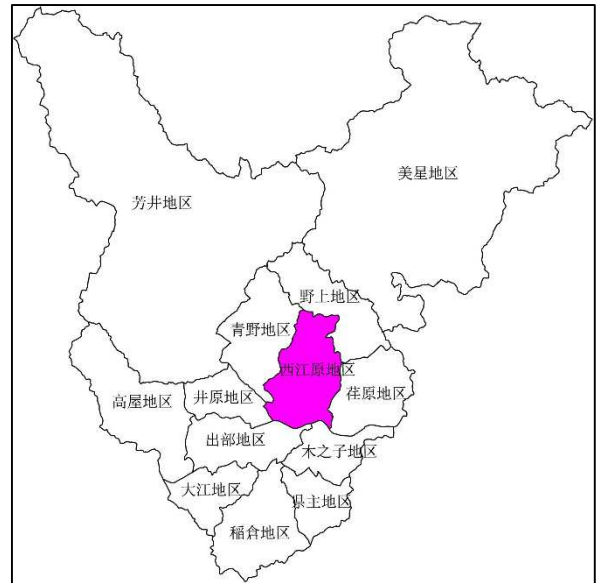 美星地区
芳井地区
野上地区
青野地区
西江原地区
井原地区
荏原地区
高屋地区
出部地区
木之子地区
大江地区
県主地区
稲倉地区